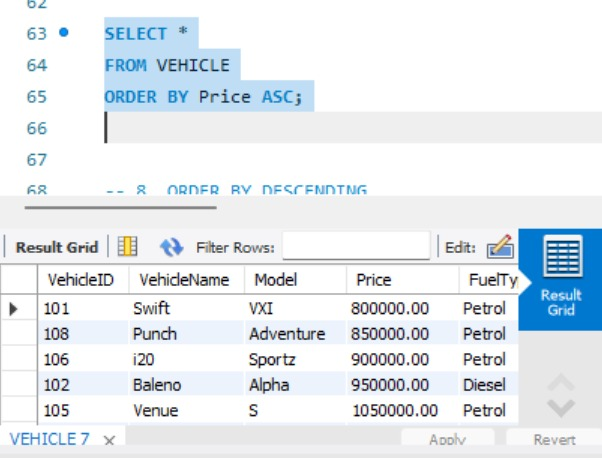 62
63 SELECT *
64 FROM VEHICLE
65 ORDER BY Price ASC;
66
67
68 -- 8. ORDER BY DESCENDING
Result Grid Filter Rows: Edit:
VehicleID VehicleName Model Price FuelTy
101 Swift VXI 800000.00 Petrol
108 Punch Adventure 850000.00 Petrol
106 i20 Sportz 900000.00 Petrol
102 Baleno Alpha 950000.00 Diesel
105 Venue S 1050000.00 Petrol
Result
Grid
VEHICLE 7 Apply Revert